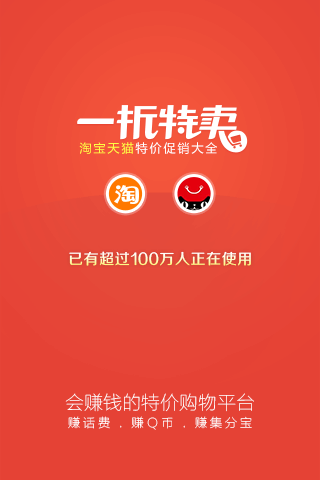 一折特卖
淘宝天猫特价促销大全
淘
已有超过100万人正在使用
会赚钱的特价购物平台
赚话费 . 赚Q币 . 赚集分宝